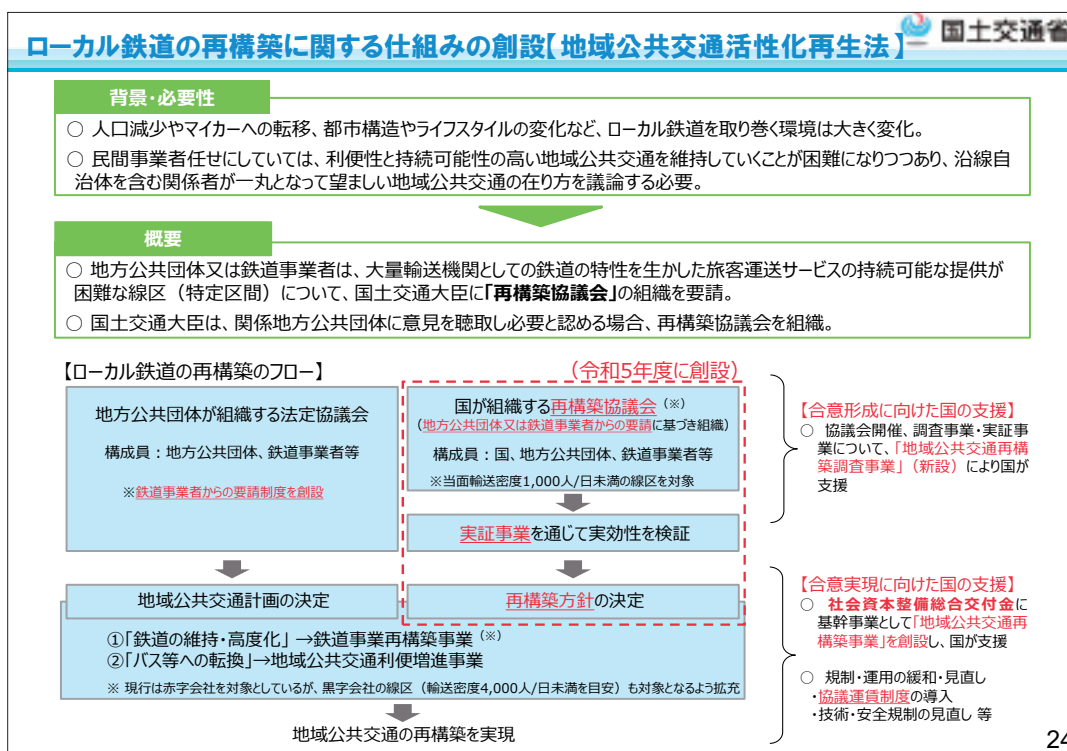 ローカル鉄道の再構築に関する仕組みの創設【地域公共交通活性化再生法】
国土交通省
背景・必要性
○ 人口減少やマイカーへの転移、都市構造やライフスタイルの変化など、ローカル鉄道を取り巻く環境は大きく変化。
○ 民間事業者任せにしていては、利便性と持続可能性の高い地域公共交通を維持していくことが困難になりつつあり、沿線自
治体を含む関係者が一丸となって望ましい地域公共交通の在り方を議論する必要。
概要
○ 地方公共団体又は鉄道事業者は、大量輸送機関としての鉄道の特性を生かした旅客運送サービスの持続可能な提供が
困難な線区（特定区間）について、国土交通大臣に「再構築協議会」の組織を要請。
○ 国土交通大臣は、関係地方公共団体に意見を聴取し必要と認める場合、再構築協議会を組織。
【ローカル鉄道の再構築のフロー】
（令和5年度に創設）
地方公共団体が組織する法定協議会
構成員：地方公共団体、鉄道事業者等
※鉄道事業者からの要請制度を創設
国が組織する再構築協議会（※）
（地方公共団体又は鉄道事業者からの要請に基づき組織）
構成員：国、地方公共団体、鉄道事業者等
※当面輸送密度1,000人/日未満の線区を対象
実証事業を通じて実効性を検証
地域公共交通計画の決定
再構築方針の決定
①「鉄道の維持・高度化」→鉄道事業再構築事業（※）
②「バス等への転換」→地域公共交通利便増進事業
※ 現行は赤字会社を対象としているが、黒字会社の線区（輸送密度4,000人/日未満を目安）も対象となるよう拡充
地域公共交通の再構築を実現
【合意形成に向けた国の支援】
○ 協議会開催、調査事業・実証事
業について、「地域公共交通再構
築調査事業」（新設）により国が
支援
【合意実現に向けた国の支援】
○ 社会資本整備総合交付金に
基幹事業として「地域公共交通再
構築事業」を創設し、国が支援
○ 規制・運用の緩和・見直し
・協議運賃制度の導入
・技術・安全規制の見直し 等
24